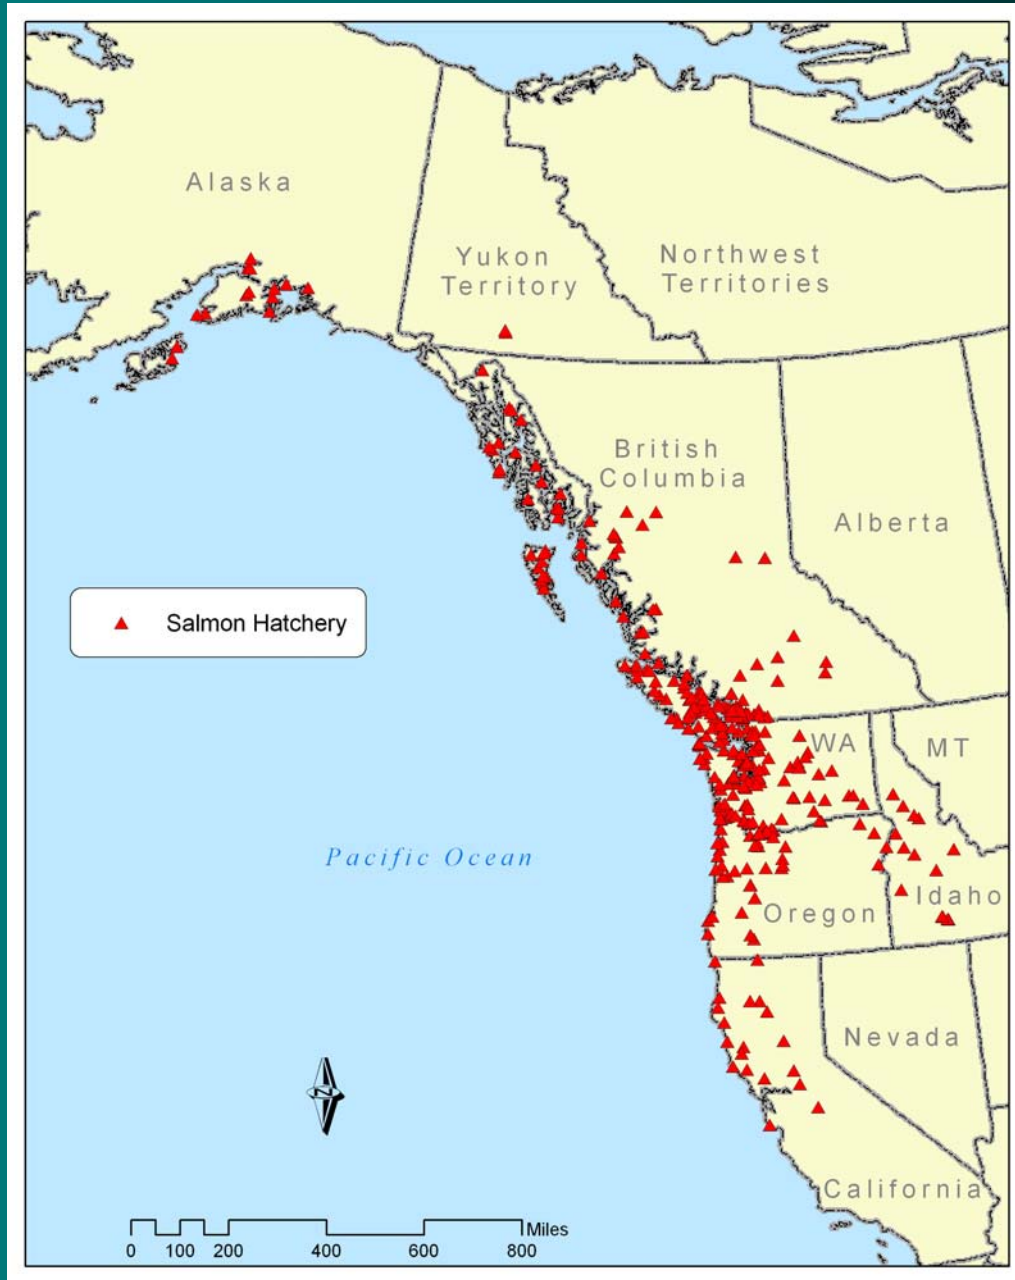 Alaska
Yukon
Territory
Northwest
Territories
British
Columbia
Alberta
Salmon Hatchery
WA
MT
Pacific Ocean
Idaho
Oregon
Nevada
N
California
0 100 200 400 600 800 Miles